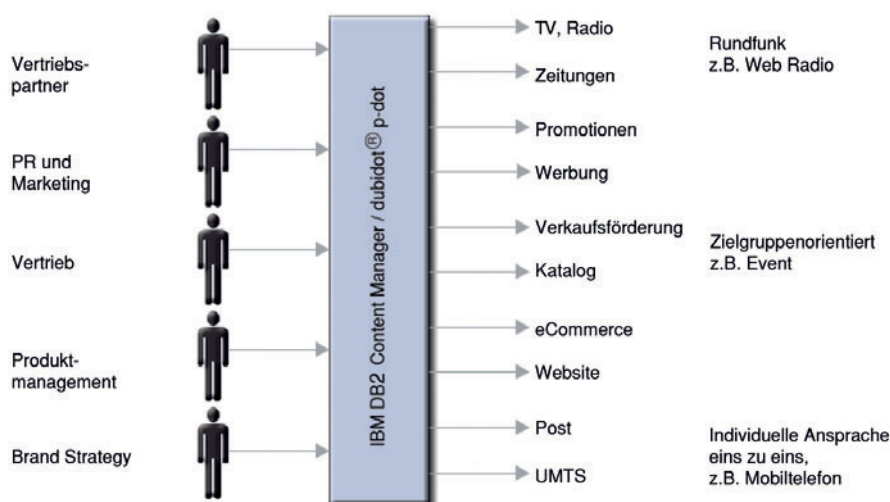 Vertriebs-
partner
PR und
Marketing
Vertrieb
Produkt-
management
Brand Strategy
IBM DB2 Content Manager / dubidot® p-dot
TV, Radio
Zeitungen
Promotionen
Werbung
Verkaufsförderung
Katalog
eCommerce
Website
Post
UMTS
Rundfunk
z.B. Web Radio
Zielgruppenorientiert
z.B. Event
Individuelle Ansprache
eins zu eins,
z.B. Mobiltelefon